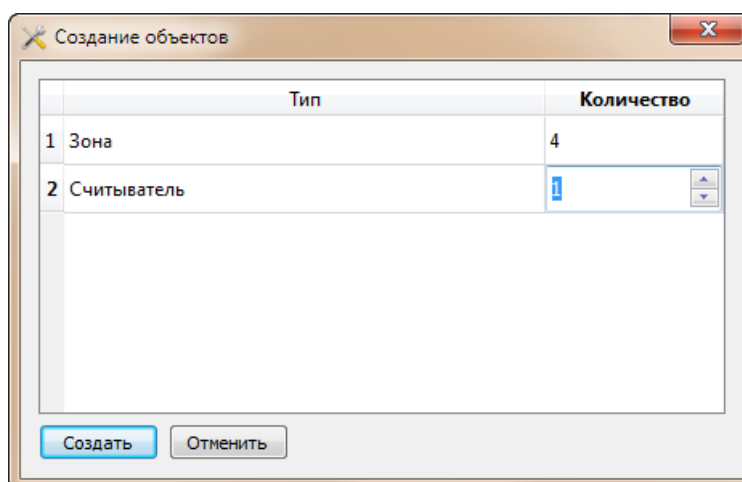 Создание объектов
Тип Количество
1 Зона 4
2 Считыватель 1
Создать Отменить